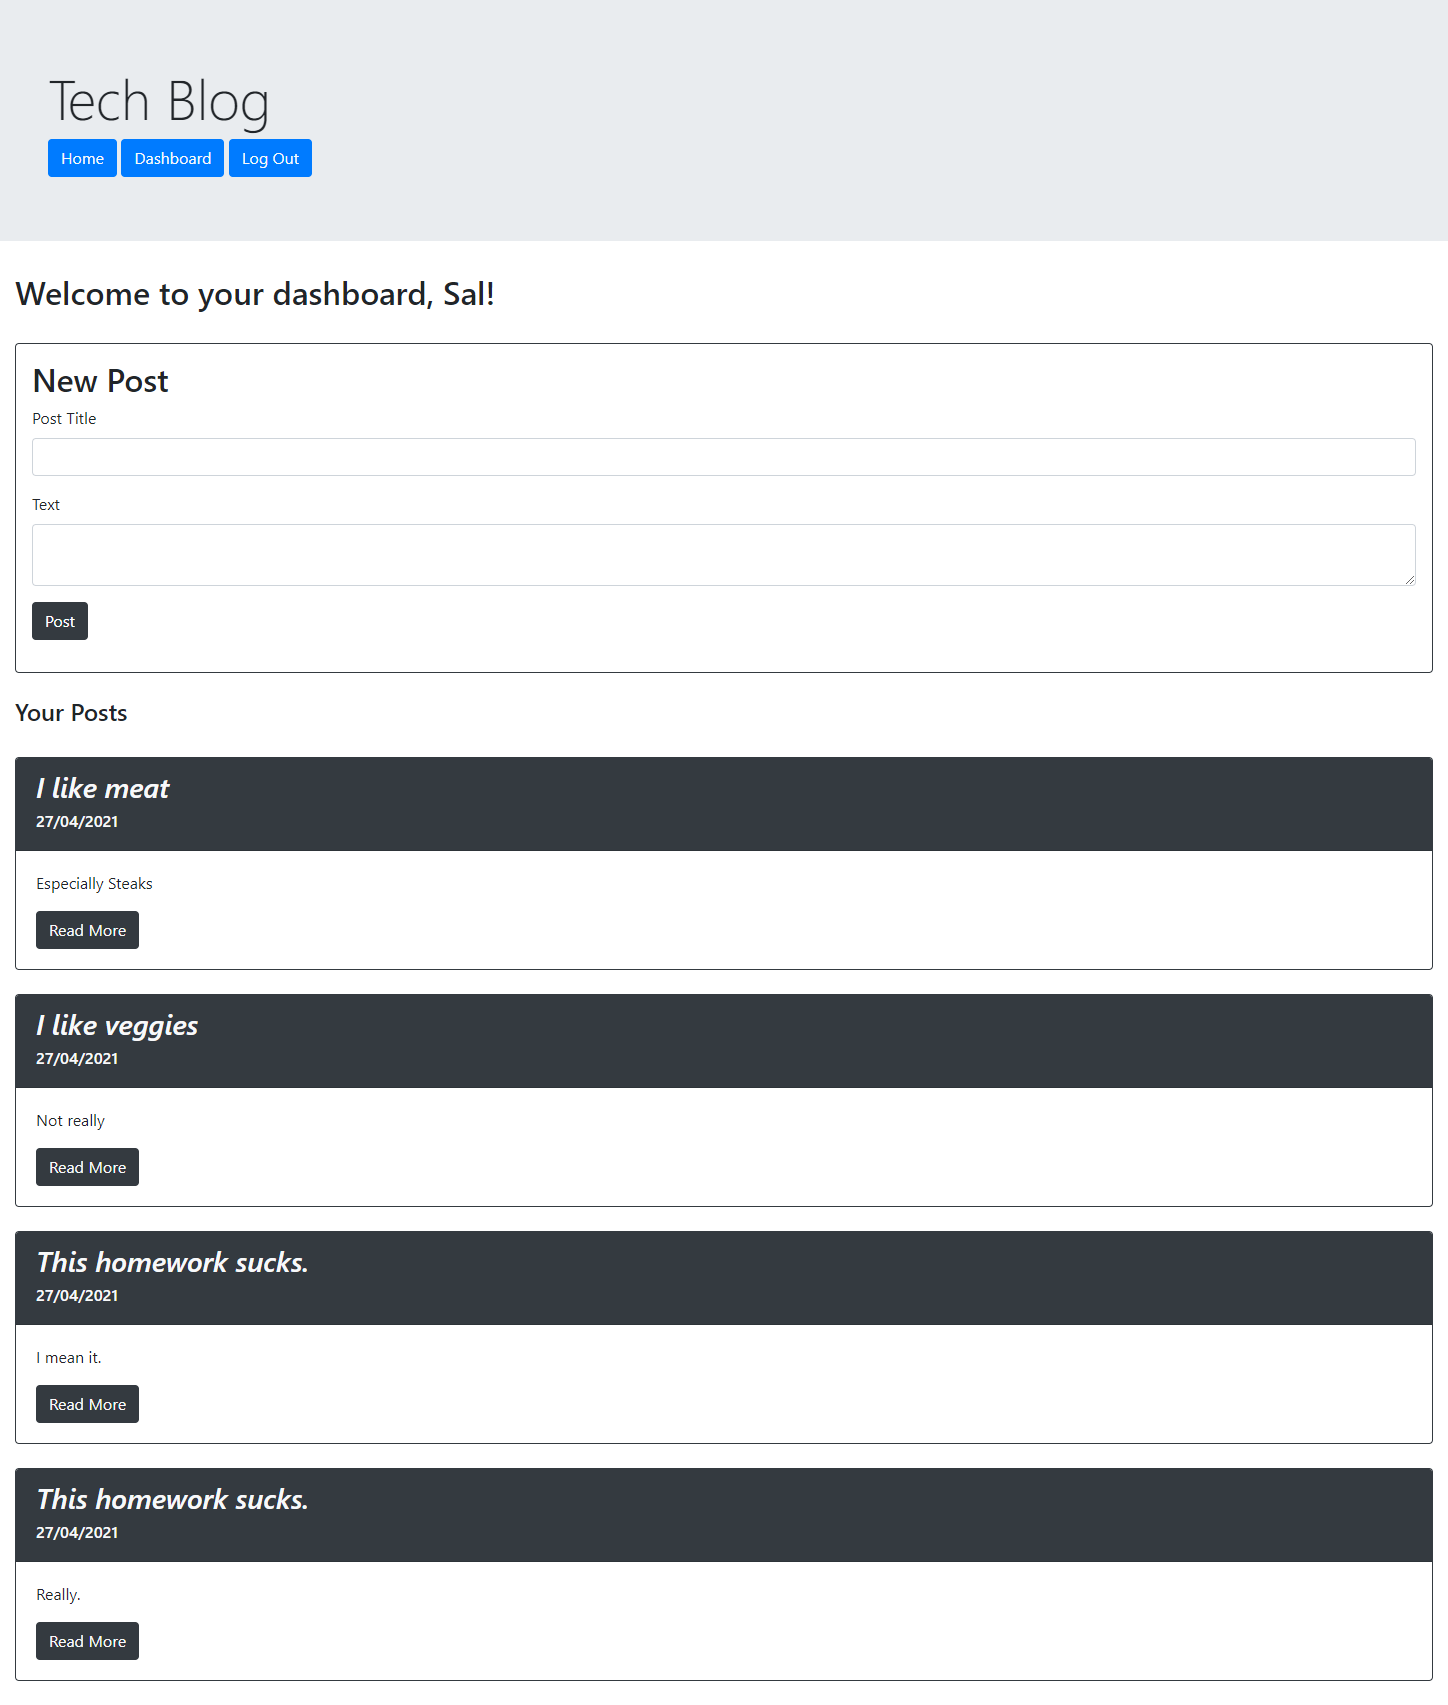 Tech Blog
Home Dashboard Log Out
Welcome to your dashboard, Sal!
New Post
Post Title
Text
Post
Your Posts
I like meat
27/04/2021
Especially Steaks
Read More
I like veggies
27/04/2021
Not really
Read More
This homework sucks.
27/04/2021
I mean it.
Read More
This homework sucks.
27/04/2021
Really.
Read More